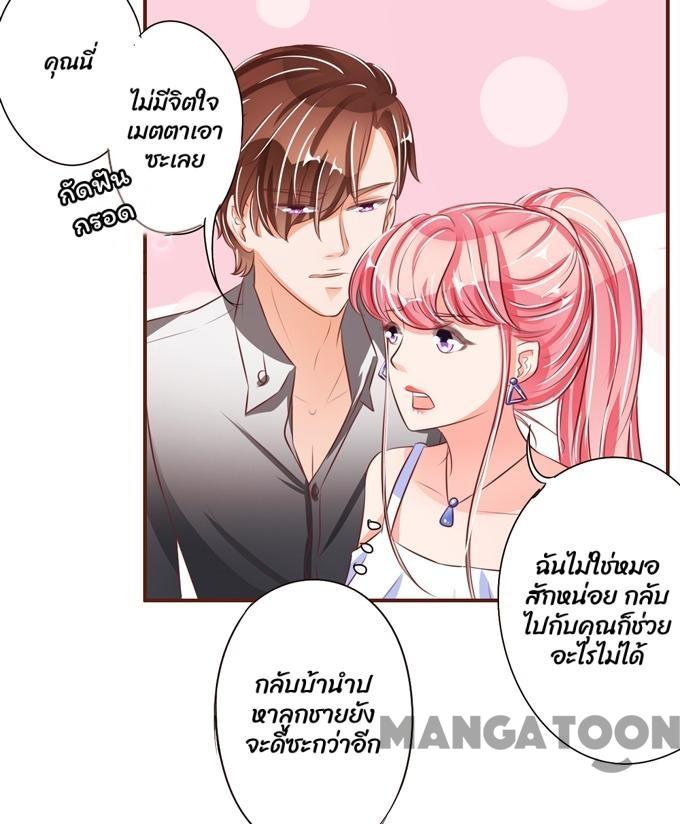 คุณนี่
ไม่มีจิตใจ
เมตตาเอา
ซะเลย
กัดฟัน
กรอด
ฉันไม่ใช่หมอ
สักหน่อย กลับ
ไปกับคุณก็ช่วย
อะไรไม่ได้
กลับบ้านำป
หาลูกชายยัง
จะดีซะกว่าอีก
MANGATOON